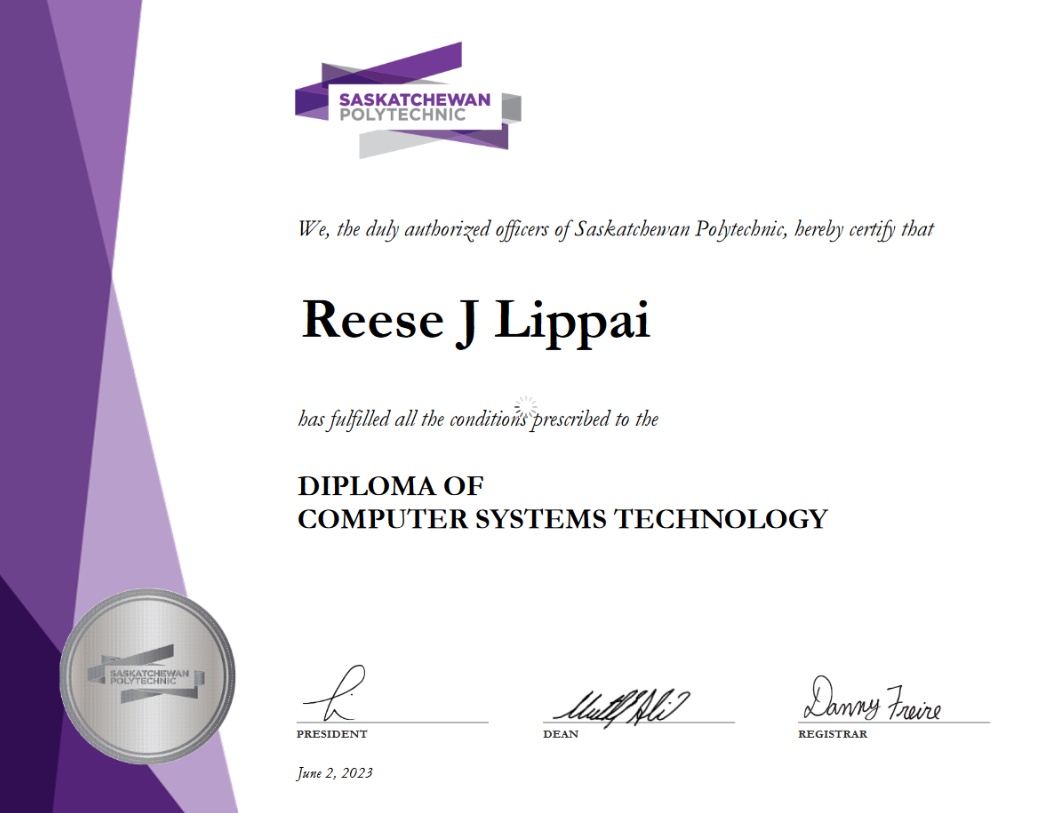 SASKATCHEWAN
POLYTECHNIC
We, the duly authorized officers of Saskatchewan Polytechnic, hereby certify that
Reese J Lippai
has fulfilled all the conditions prescribed to the
DIPLOMA OF
COMPUTER SYSTEMS TECHNOLOGY
SASKATCHEWAN
POLYTECHNIC
Danny Freire
PRESIDENT DEAN REGISTRAR
June 2, 2023